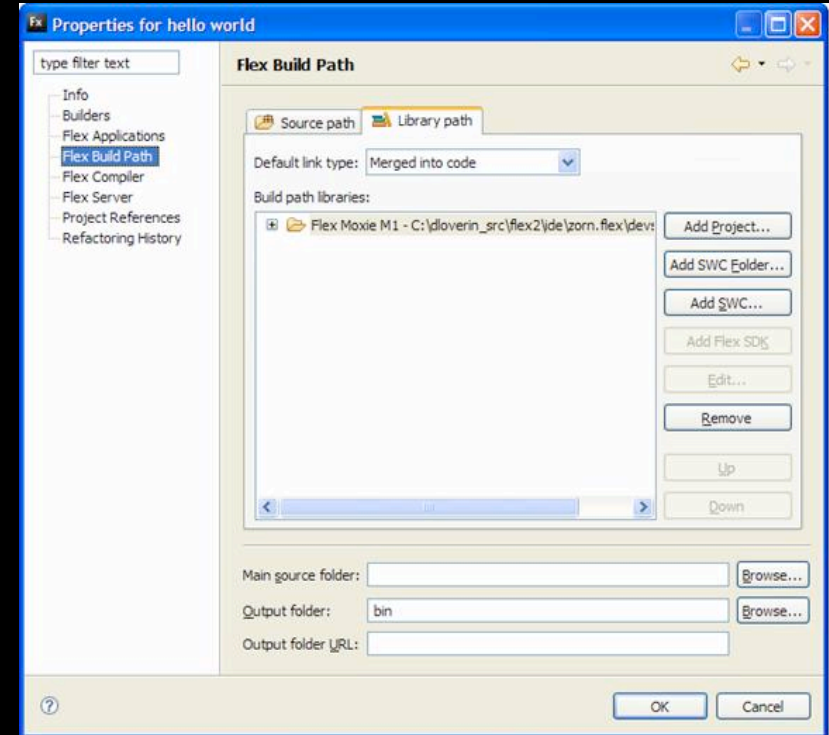 Fx Properties for hello world
type filter text
Info
Builders
Flex Applications
Flex Build Path
Flex Compiler
Flex Server
Project References
Refactoring History
Flex Build Path
Source path Library path
Default link type: Merged into code
Build path libraries:
Flex Moxie M1 - C:\dloverin_src\flex2\ide\zorn.flex\devs
Add Project...
Add SWC Folder...
Add SWC...
Add Flex SDK
Edit...
Remove
Up
Down
Main source folder: Browse...
Output folder: bin Browse...
Output folder URL:
? OK Cancel